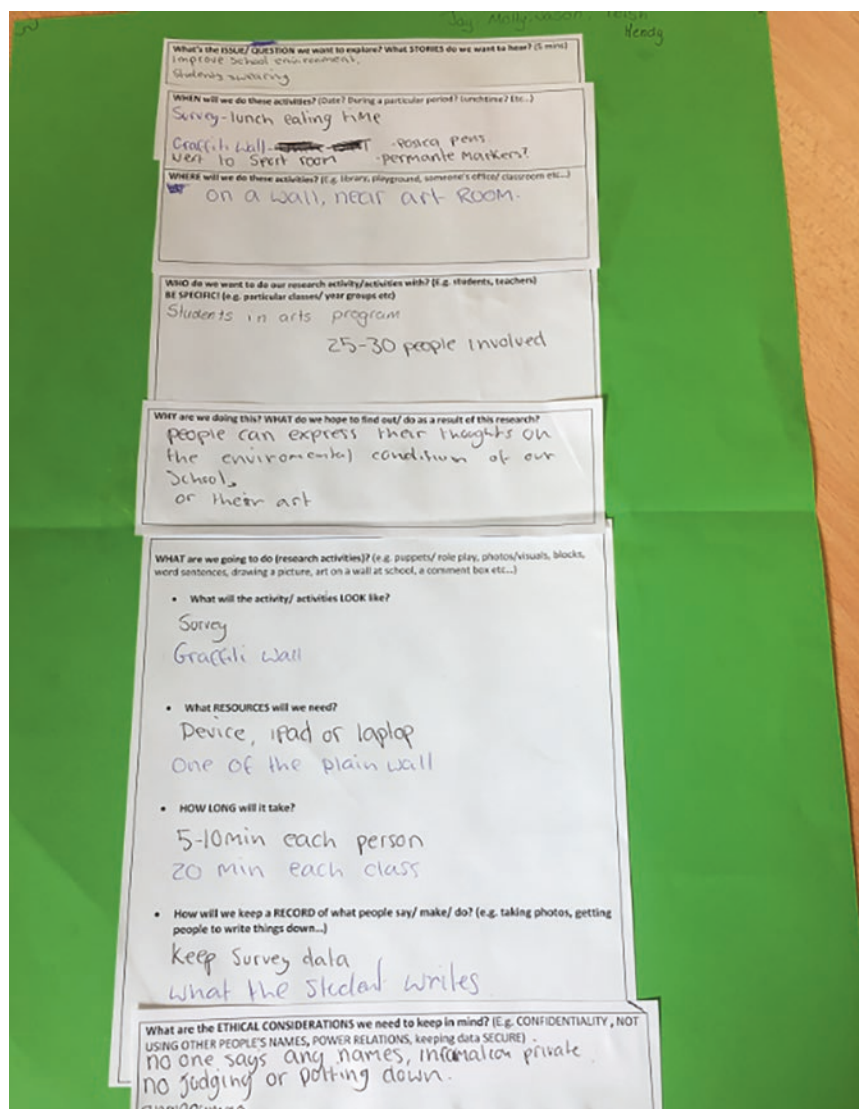 Jay, Molly, Jason,
Wendy
What's the ISSUE/ QUESTION we want to explore? What STORIES do we want to hear? (5 mins)
Improve school environment.
Students swearing
WHEN will we do these activities? (Date? During a particular period? Lunchtime? Etc...)
Survey-lunch eating time
Graffiti Wall- -posca pens
next to Sport room -permante Markers?
WHERE will we do these activities? (E.g. library, playground, someone's office/ classroom etc...)
on a wall, near art ROOM.
WHO do we want to do our research activity/activities with? (E.g. students, teachers)
BE SPECIFIC! (e.g. particular classes/ year groups etc)
Students in arts program
25-30 people involved
WHY are we doing this? WHAT do we hope to find out/ do as a result of this research?
people can express their thoughts on
the enviromental condition of our
School,
or their art
WHAT are we going to do (research activities)? (e.g. puppets/ role play, photos/visuals, blocks,
word sentences, drawing a picture, art on a wall at school, a comment box etc...)
• What will the activity/ activities LOOK like?
Survey
Graffiti wall
• What RESOURCES will we need?
Device, ipad or laptop
One of the plain wall
• HOW LONG will it take?
5-10min each person
20 min each class
• How will we keep a RECORD of what people say/ make/ do? (e.g. taking photos, getting
people to write things down...)
Keep Survey data
what the student writes
What are the ETHICAL CONSIDERATIONS we need to keep in mind? (E.g. CONFIDENTIALITY , NOT
USING OTHER PEOPLE'S NAMES, POWER RELATIONS, keeping data SECURE)
no one says any names, infamation private
no judging or putting down.